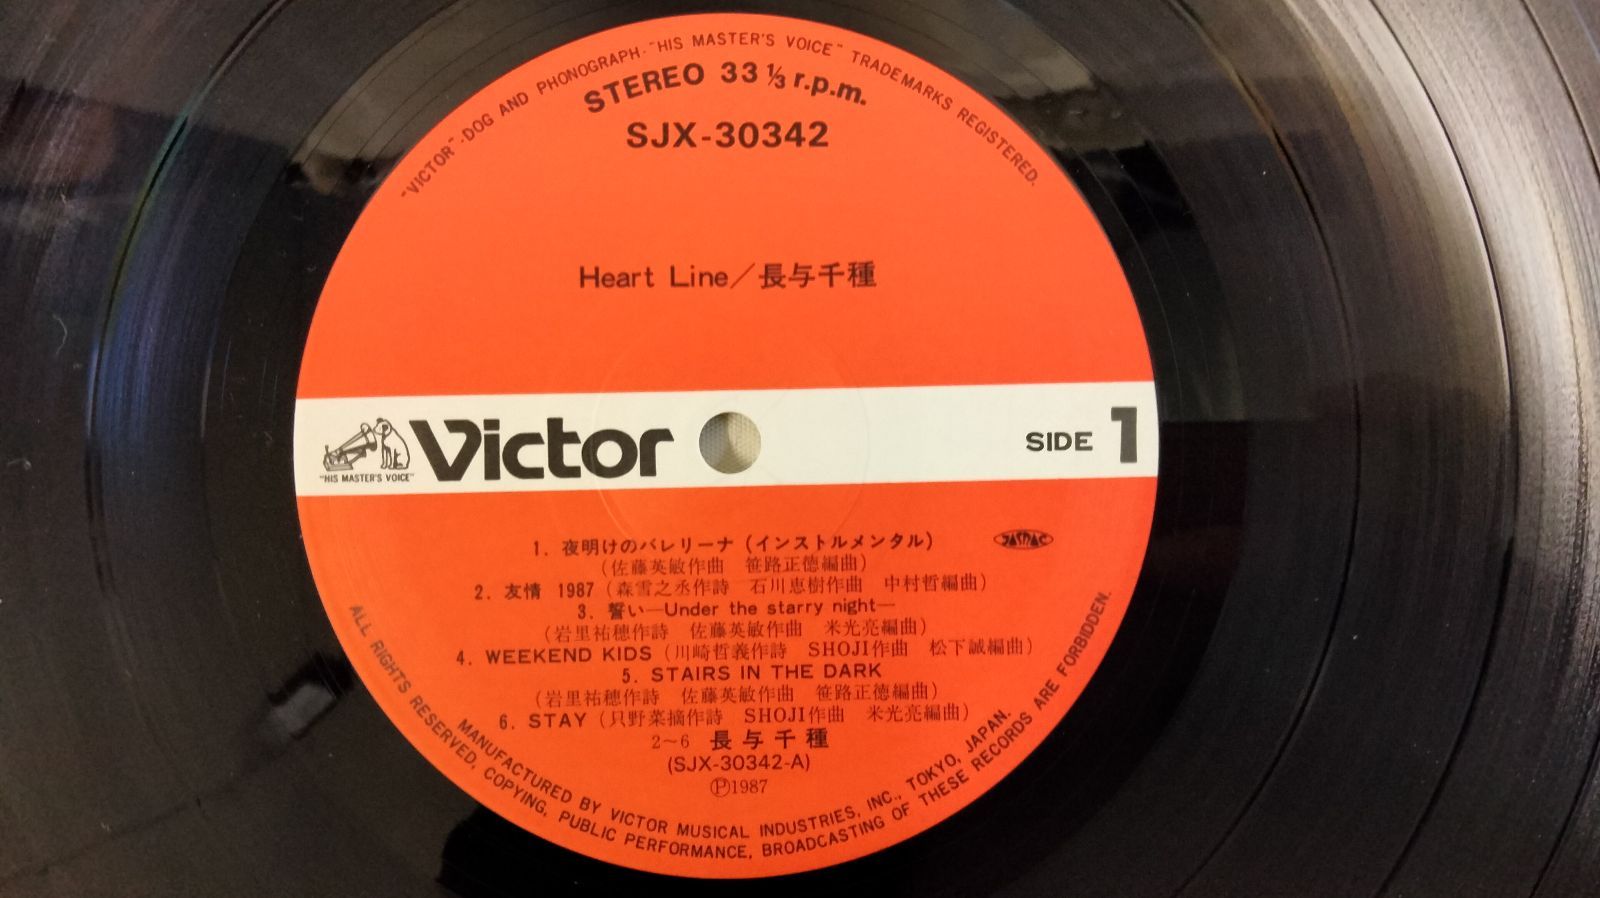 "VICTOR"-DOG AND PHONOGRAPH-"HIS MASTER'S VOICE" TRADEMARKS REGISTERED.
STEREO 33 ⅓ r.p.m.
SJX-30342
Heart Line／長与千種
"HIS MASTER'S VOICE"
Victor
SIDE 1
1. 夜明けのバレリーナ（インストルメンタル）
JASRAC
（佐藤英敏作曲 笹路正徳編曲）
2. 友情 1987（森雪之丞作詩 石川恵樹作曲 中村哲編曲）
3. 誓い—Under the starry night—
（岩里祐穂作詩 佐藤英敏作曲 米光亮編曲）
4. WEEKEND KIDS（川崎哲義作詩 SHOJI作曲 松下誠編曲）
5. STAIRS IN THE DARK
（岩里祐穂作詩 佐藤英敏作曲 笹路正徳編曲）
6. STAY（只野菜摘作詩 SHOJI作曲 米光亮編曲）
2～6 長与千種
(SJX-30342-A)
Ⓟ1987
MANUFACTURED BY VICTOR MUSICAL INDUSTRIES, INC., TOKYO, JAPAN.
ALL RIGHTS RESERVED, COPYING, PUBLIC PERFORMANCE, BROADCASTING OF THESE RECORDS ARE FORBIDDEN.